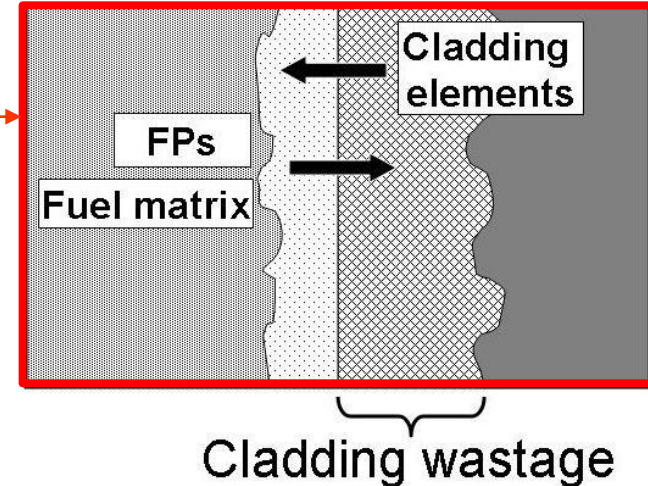 Cladding
elements
FPs
Fuel matrix
Cladding wastage